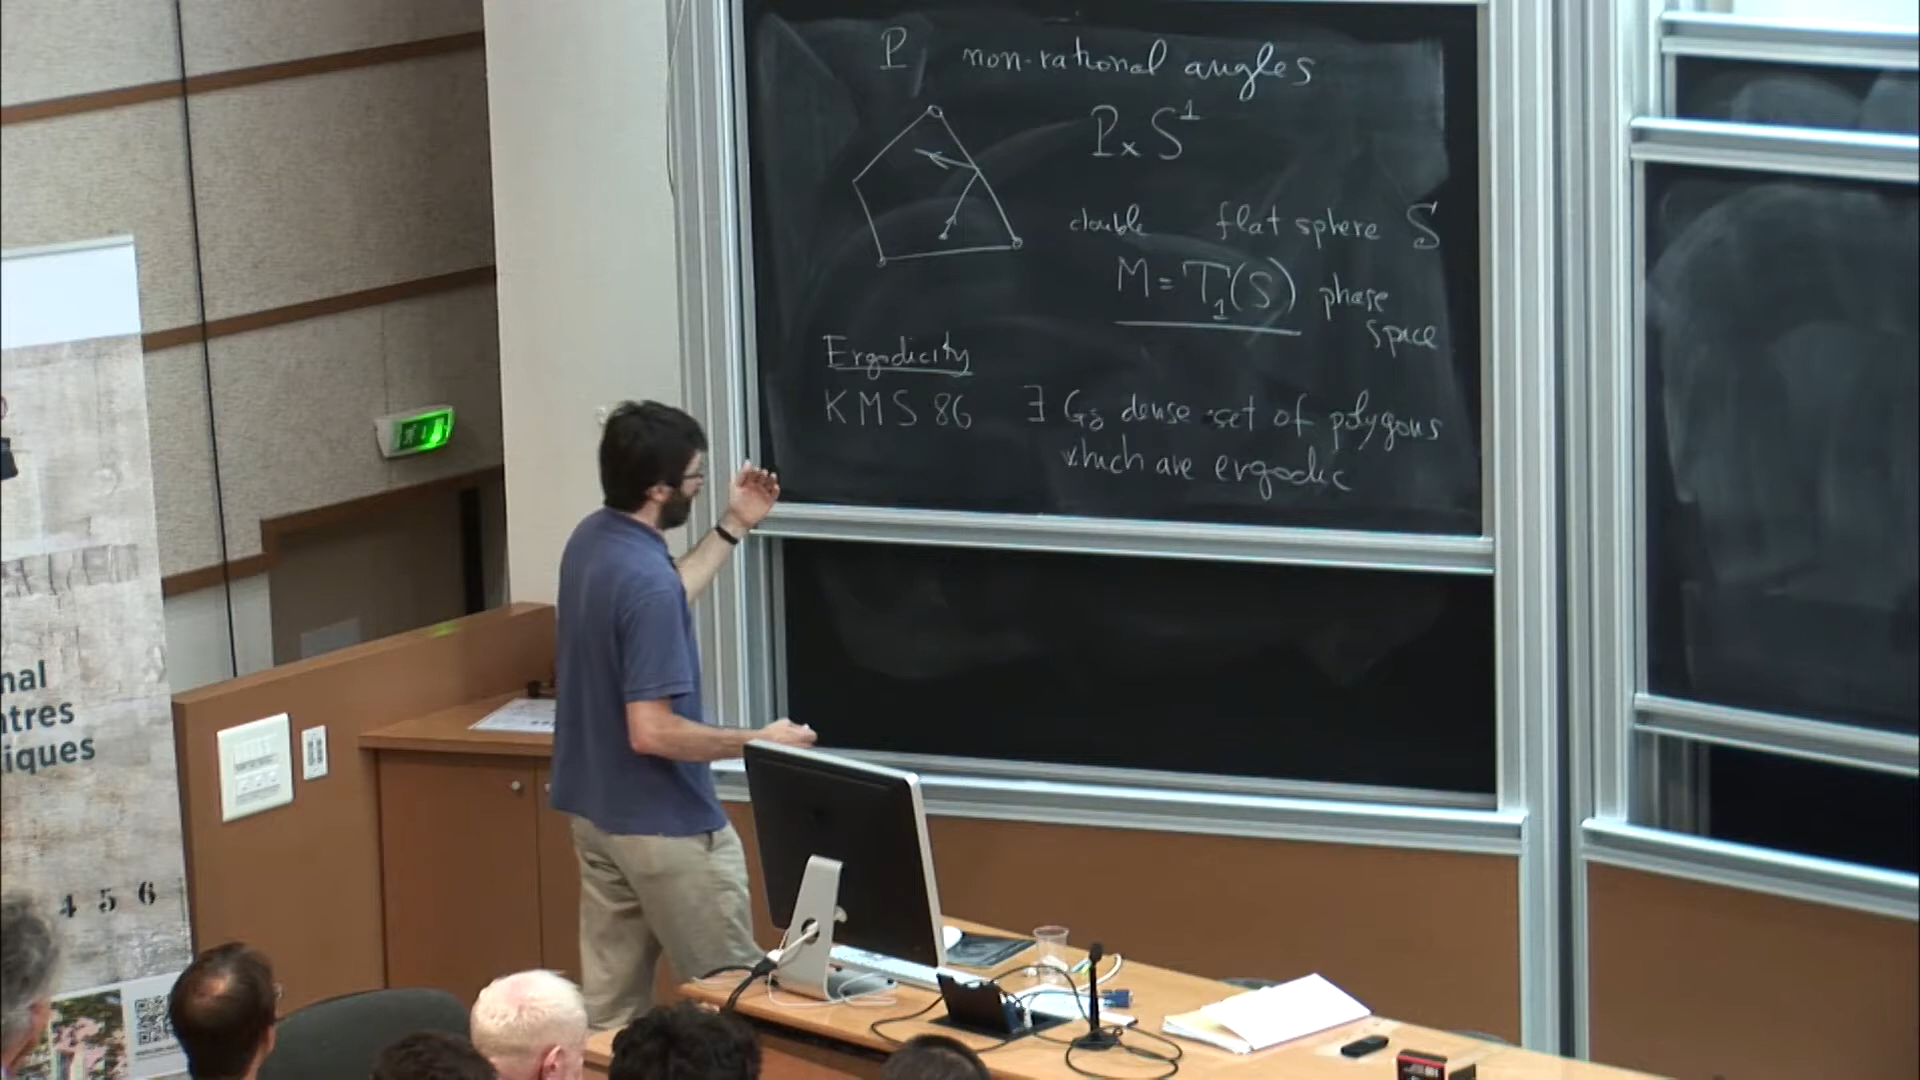 P non-rational angles
P × S¹
double flat sphere S
M = T₁(S) phase space
Ergodicity
KMS 86 ∃ Gδ dense set of polygons
which are ergodic
nal
ntres
iques
4 5 6